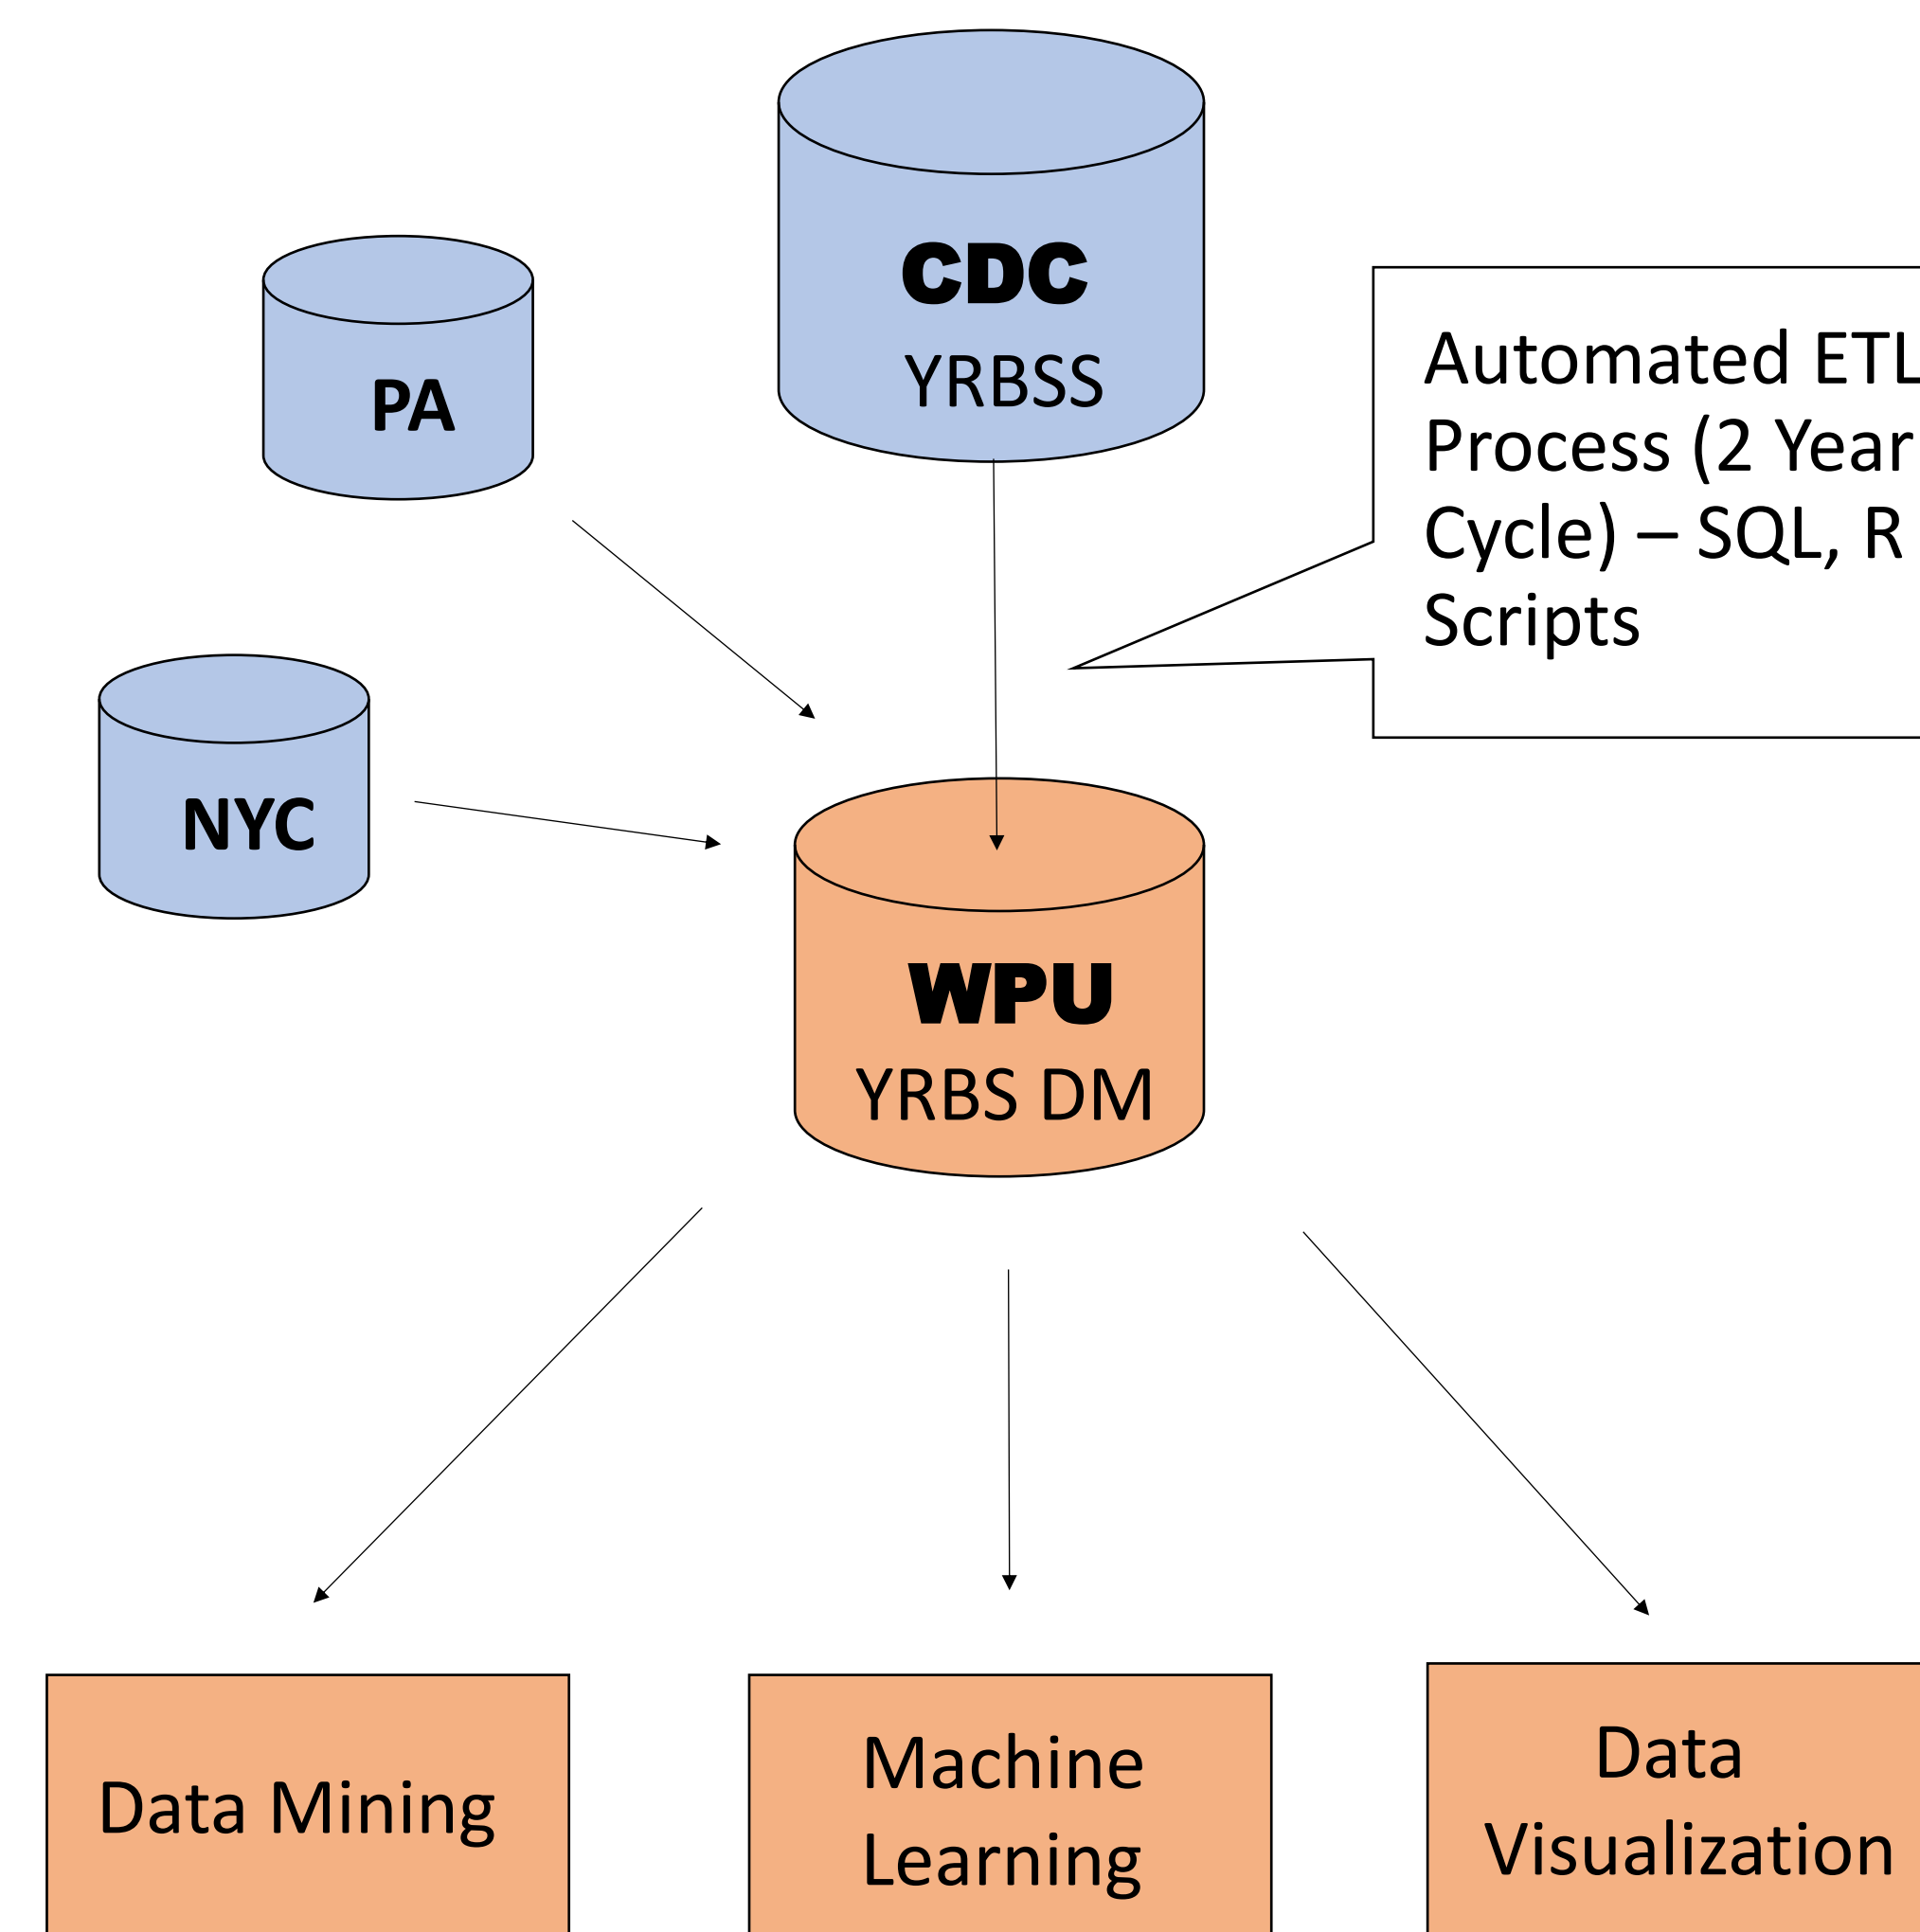 CDC
YRBSS
PA
Automated ETL
Process (2 Year
Cycle) – SQL, R
Scripts
NYC
WPU
YRBS DM
Data Mining
Machine
Learning
Data
Visualization